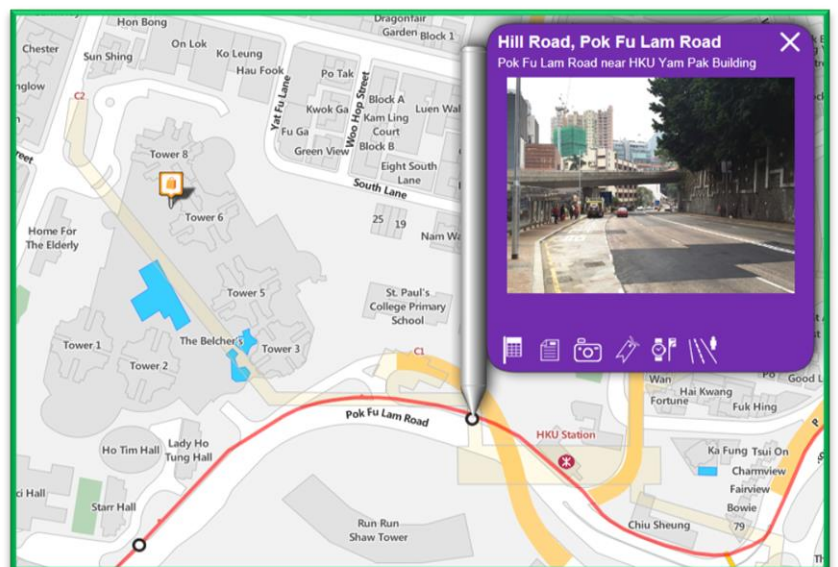 Hon Bong
Dragonfair
Garden
Block 1
Chester
Sun Shing
On Lok
Ko Leung
Hau Fook
nglow
C2
Yat Fu Lane
Po Tak
Kwok Ga
Fu Ga
Green View
Woo Hop Street
Block A
Kam Ling
Court
Block B
Luen Wa
Eight South
Lane
South Lane
Tower 8
Tower 6
25
19
Nam Wa
Home For
The Elderly
Tower 5
St. Paul's
College Primary
School
Tower 1
Tower 2
The Belcher's
Tower 3
C1
Pok Fu Lam Road
Ho Tim Hall
Lady Ho
Tung Hall
ci Hall
Starr Hall
Run Run
Shaw Tower
HKU Station
Chiu Sheung
Wan
Fortune
Hai Kwang
Po
Good L
Fuk Hing
Ka Fung
Tsui On
Charmview
Fairview
Bowie
79
Hill Road, Pok Fu Lam Road
Pok Fu Lam Road near HKU Yam Pak Building